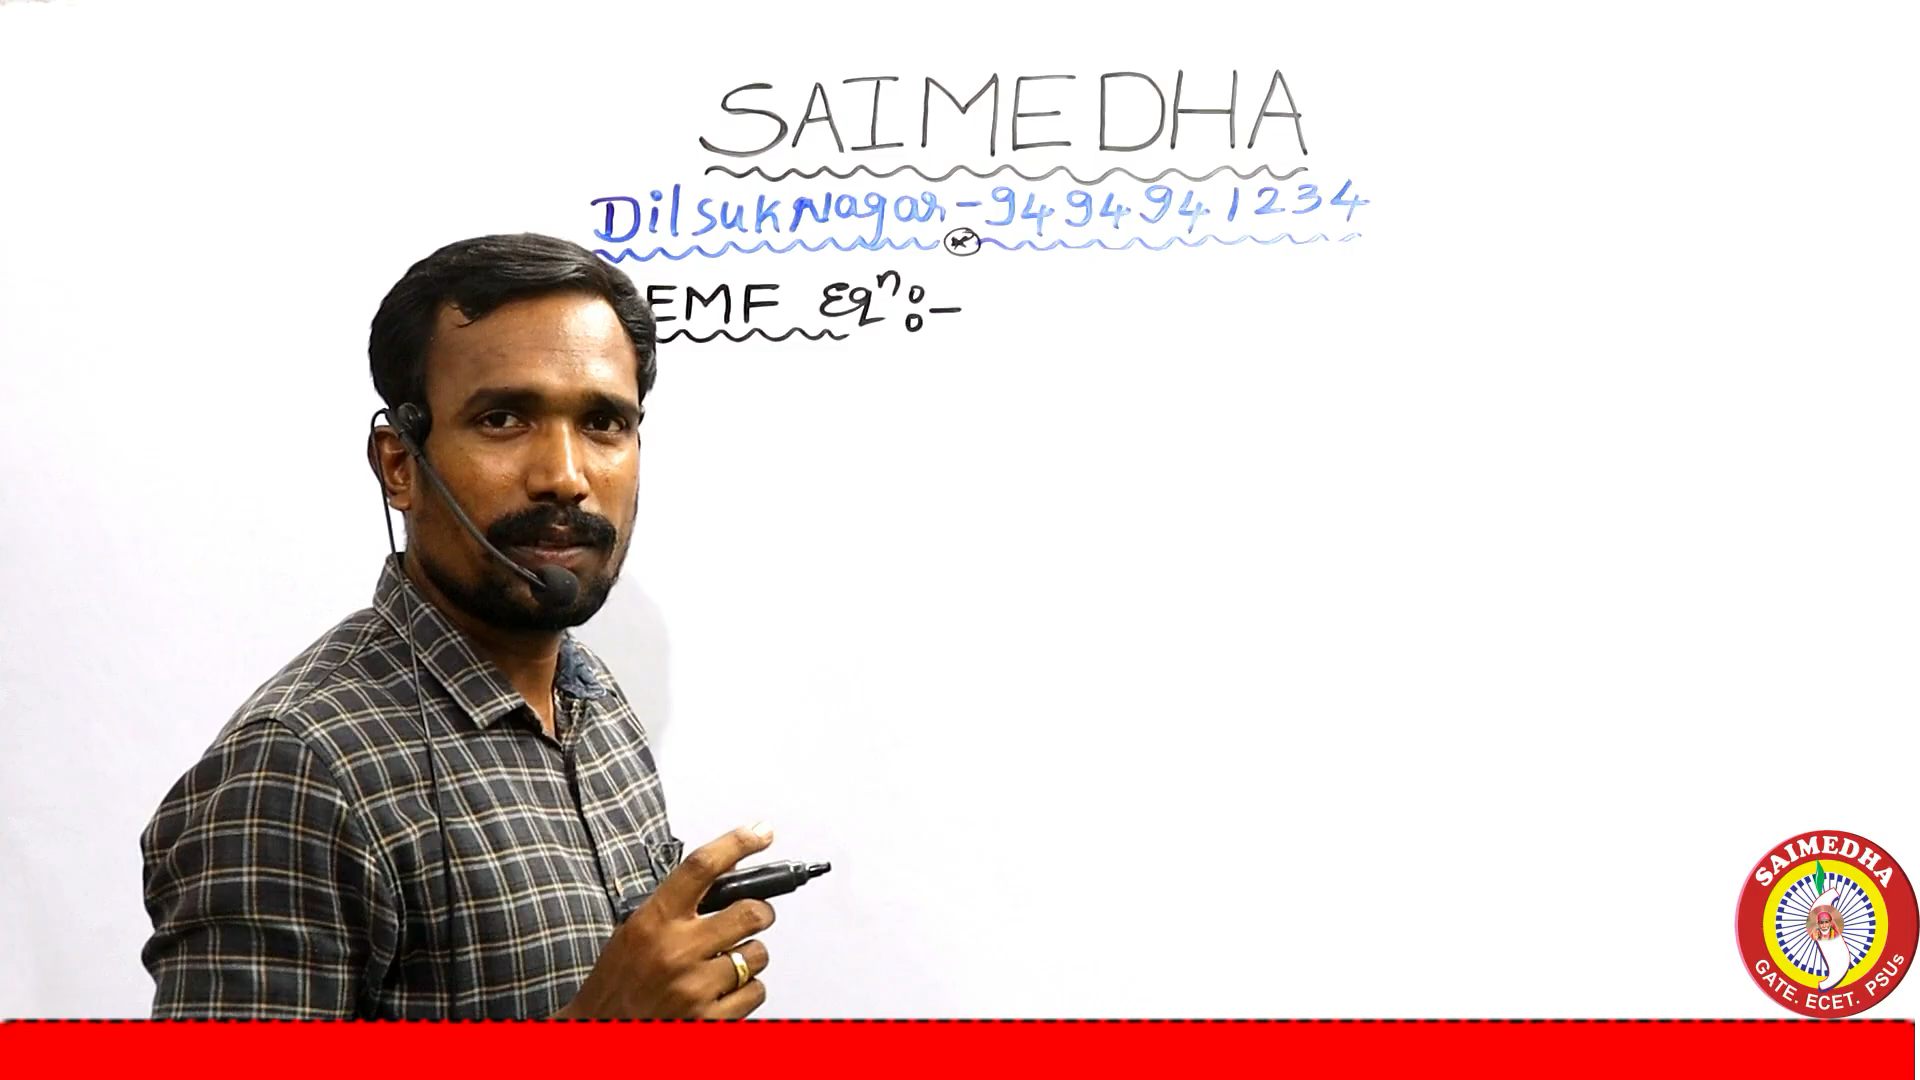 SAIMEDHA
DilsukNagar-9494941234
EMF Eqⁿ:-
SAIMEDHA
GATE. ECET. PSUs